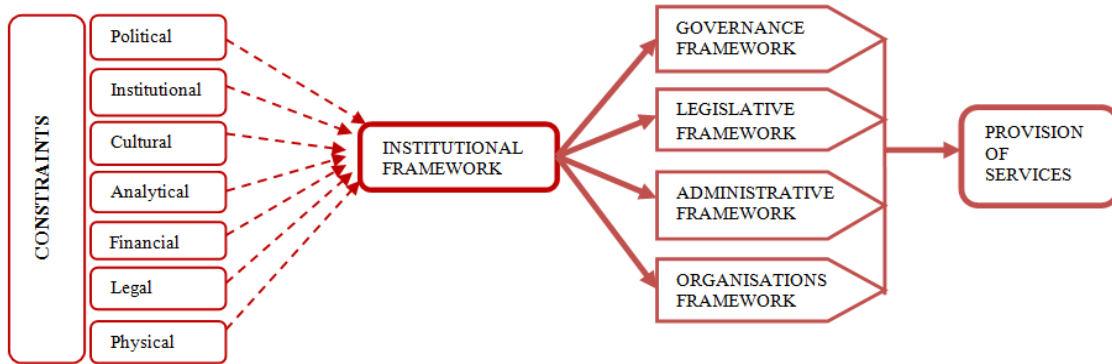 CONSTRAINTS
Political
Institutional
Cultural
Analytical
Financial
Legal
Physical
INSTITUTIONAL
FRAMEWORK
GOVERNANCE
FRAMEWORK
LEGISLATIVE
FRAMEWORK
ADMINISTRATIVE
FRAMEWORK
ORGANISATIONS
FRAMEWORK
PROVISION
OF
SERVICES